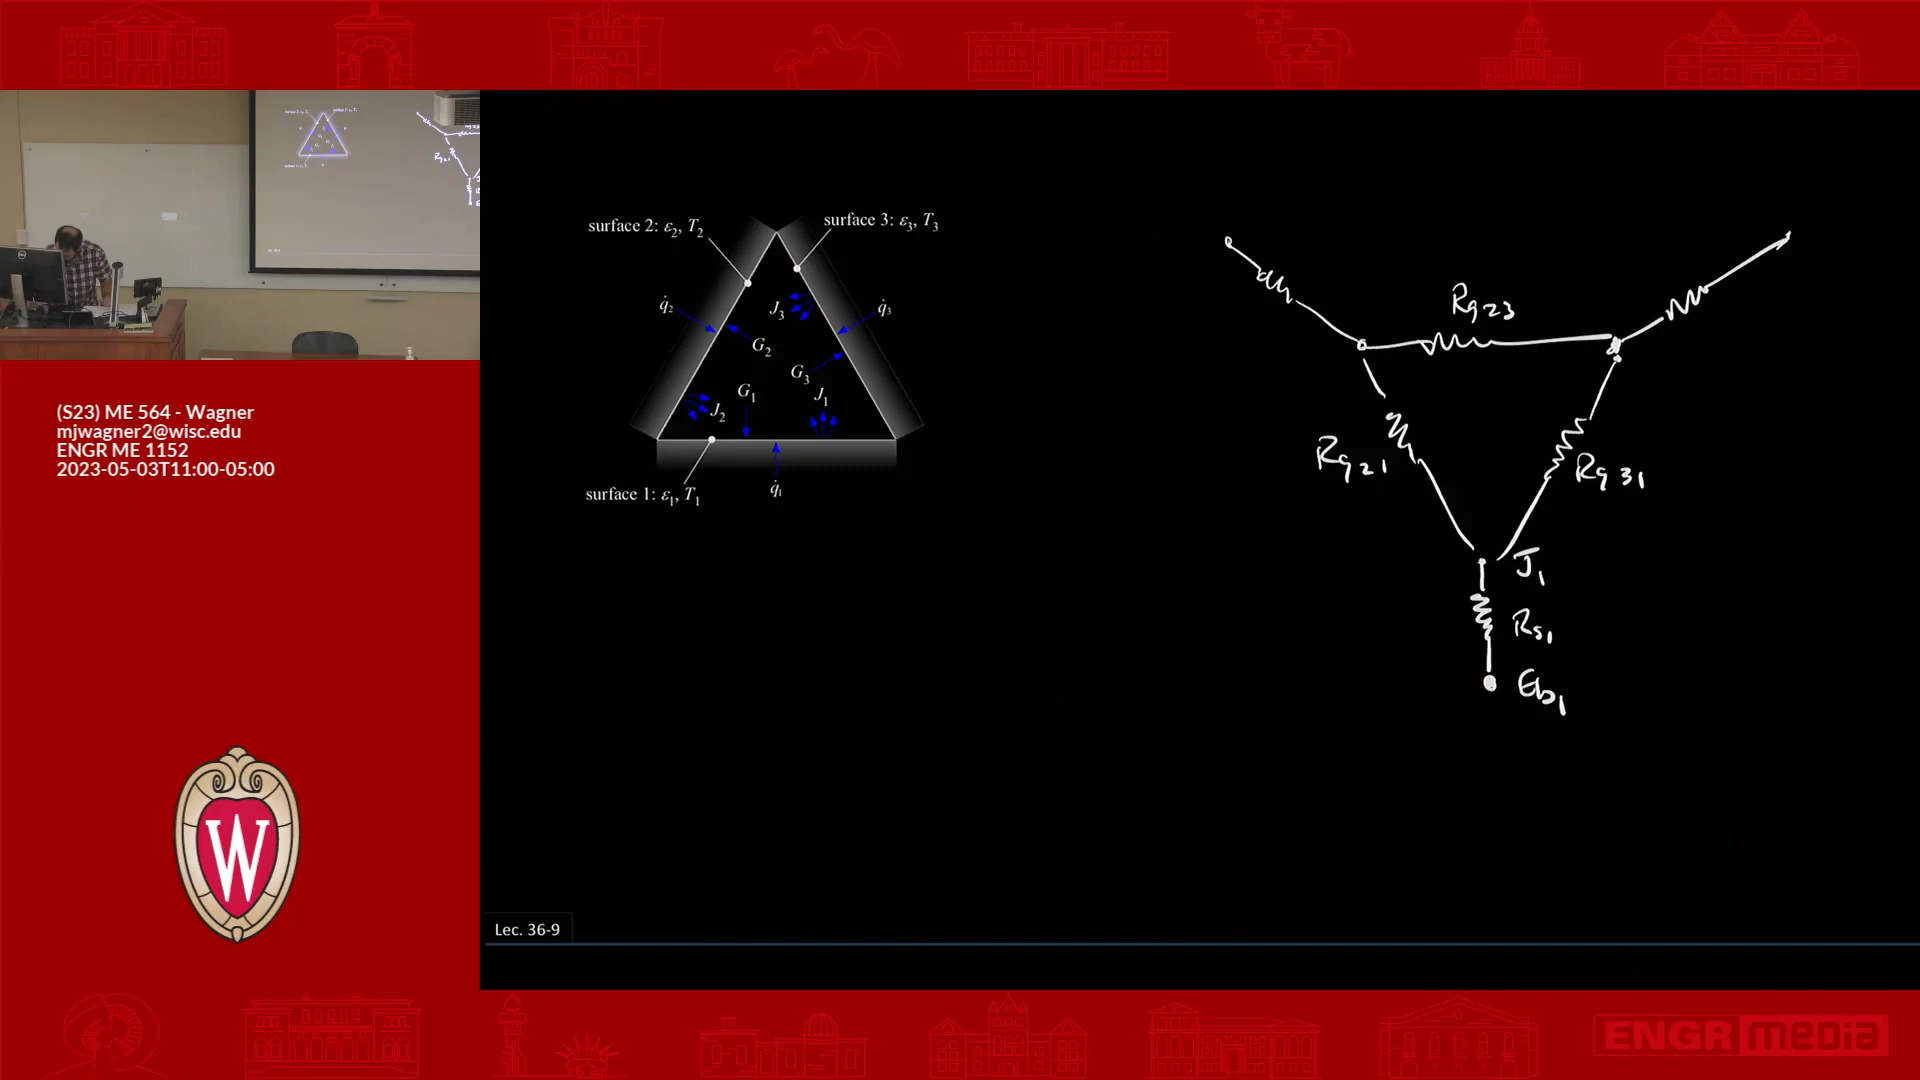 (S23) ME 564 - Wagner
mjwagner2@wisc.edu
ENGR ME 1152
2023-05-03T11:00-05:00
W
surface 2: ε2, T2
surface 3: ε3, T3
q̇2
J3
q̇3
G2
G3
G1
J1
J2
surface 1: ε1, T1
q̇1
Rg23
Rg21
Rg31
J1
Rs1
Eb1
Lec. 36-9
ENGR media